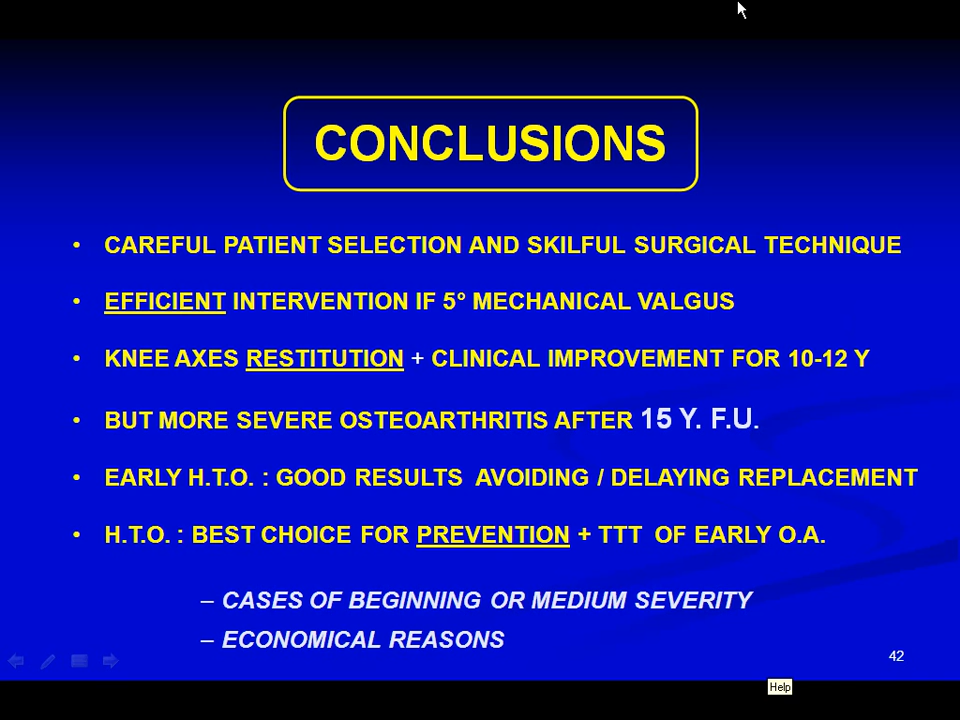 CONCLUSIONS
• CAREFUL PATIENT SELECTION AND SKILFUL SURGICAL TECHNIQUE
• EFFICIENT INTERVENTION IF 5° MECHANICAL VALGUS
• KNEE AXES RESTITUTION + CLINICAL IMPROVEMENT FOR 10-12 Y
• BUT MORE SEVERE OSTEOARTHRITIS AFTER 15 Y. F.U.
• EARLY H.T.O. : GOOD RESULTS AVOIDING / DELAYING REPLACEMENT
• H.T.O. : BEST CHOICE FOR PREVENTION + TTT OF EARLY O.A.
– CASES OF BEGINNING OR MEDIUM SEVERITY
– ECONOMICAL REASONS
42
Help